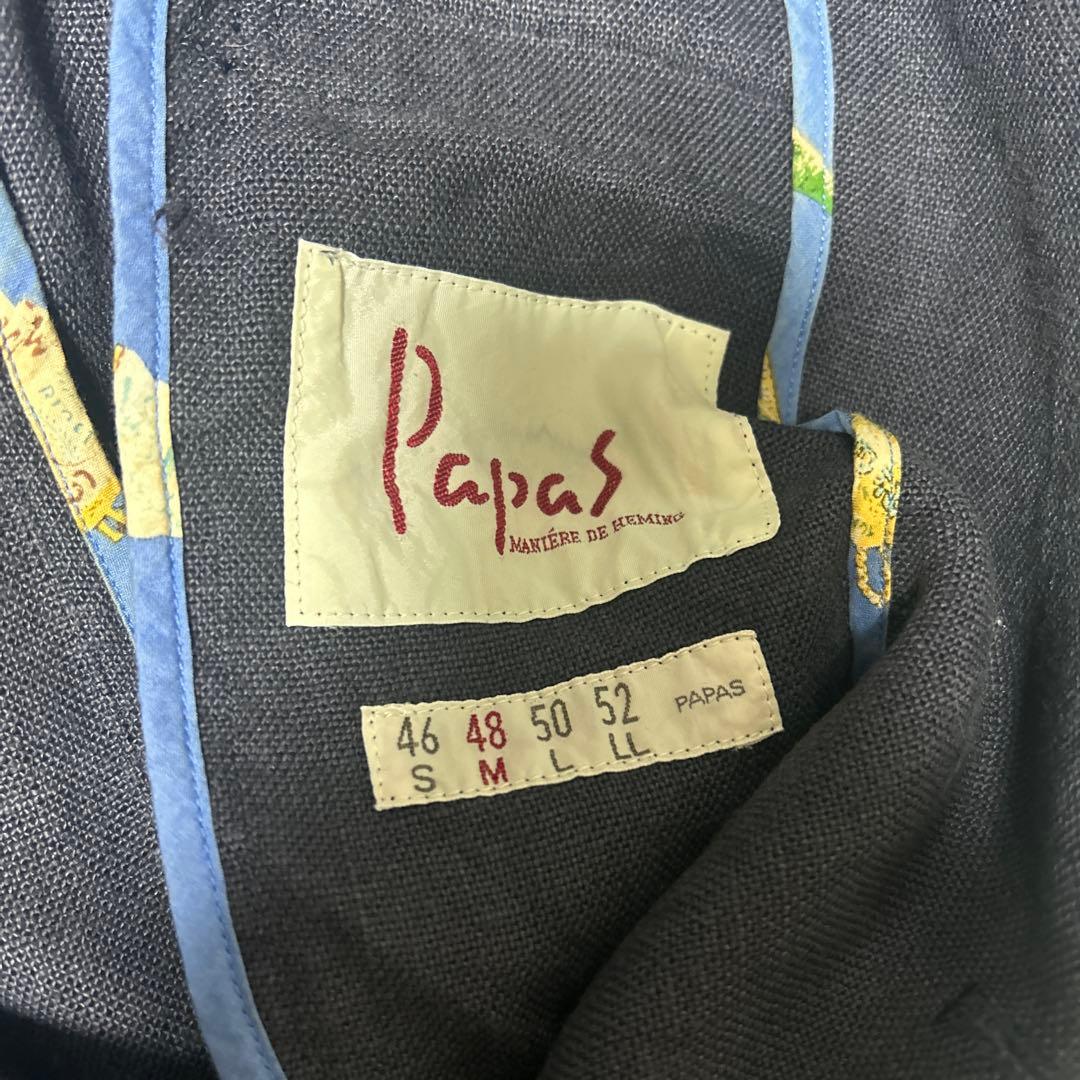 Papas
MANIÉRE DE HEMING
46 48 50 52 PAPAS
S M L LL